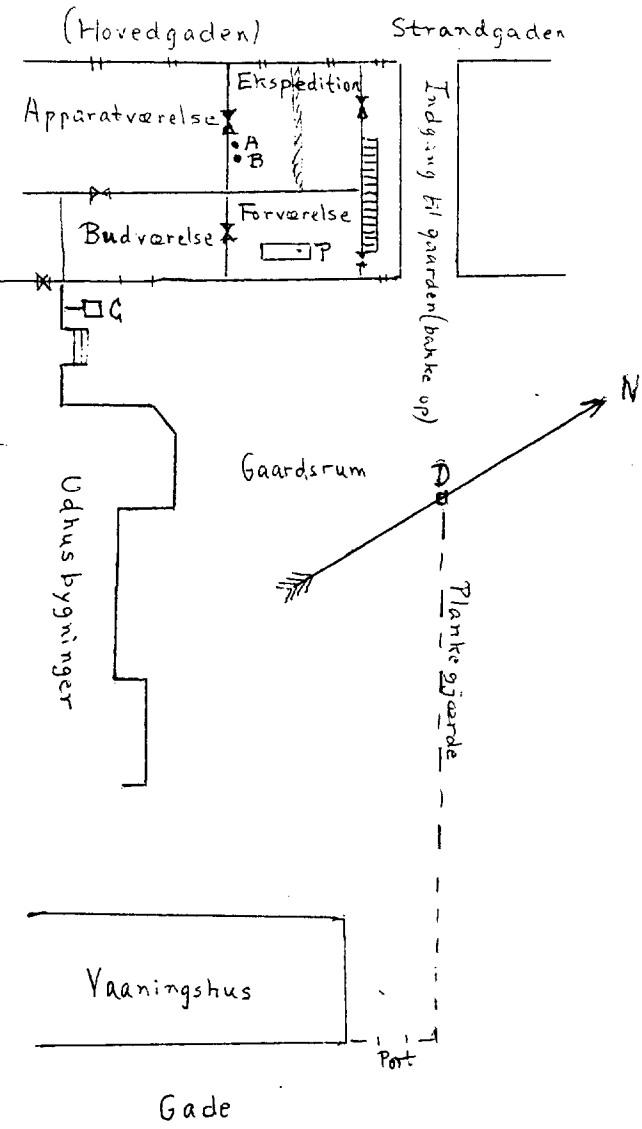 (Hovedgaden)
Strandgaden
Ekspedition
Apparatværelse
A
B
Indgang til gaarden (bakke op)
Forværelse
Budværelse
P
C
N
Gaardsrum
D
Udhusbygninger
Plankegjærde
Vaaningshus
Port
Gade